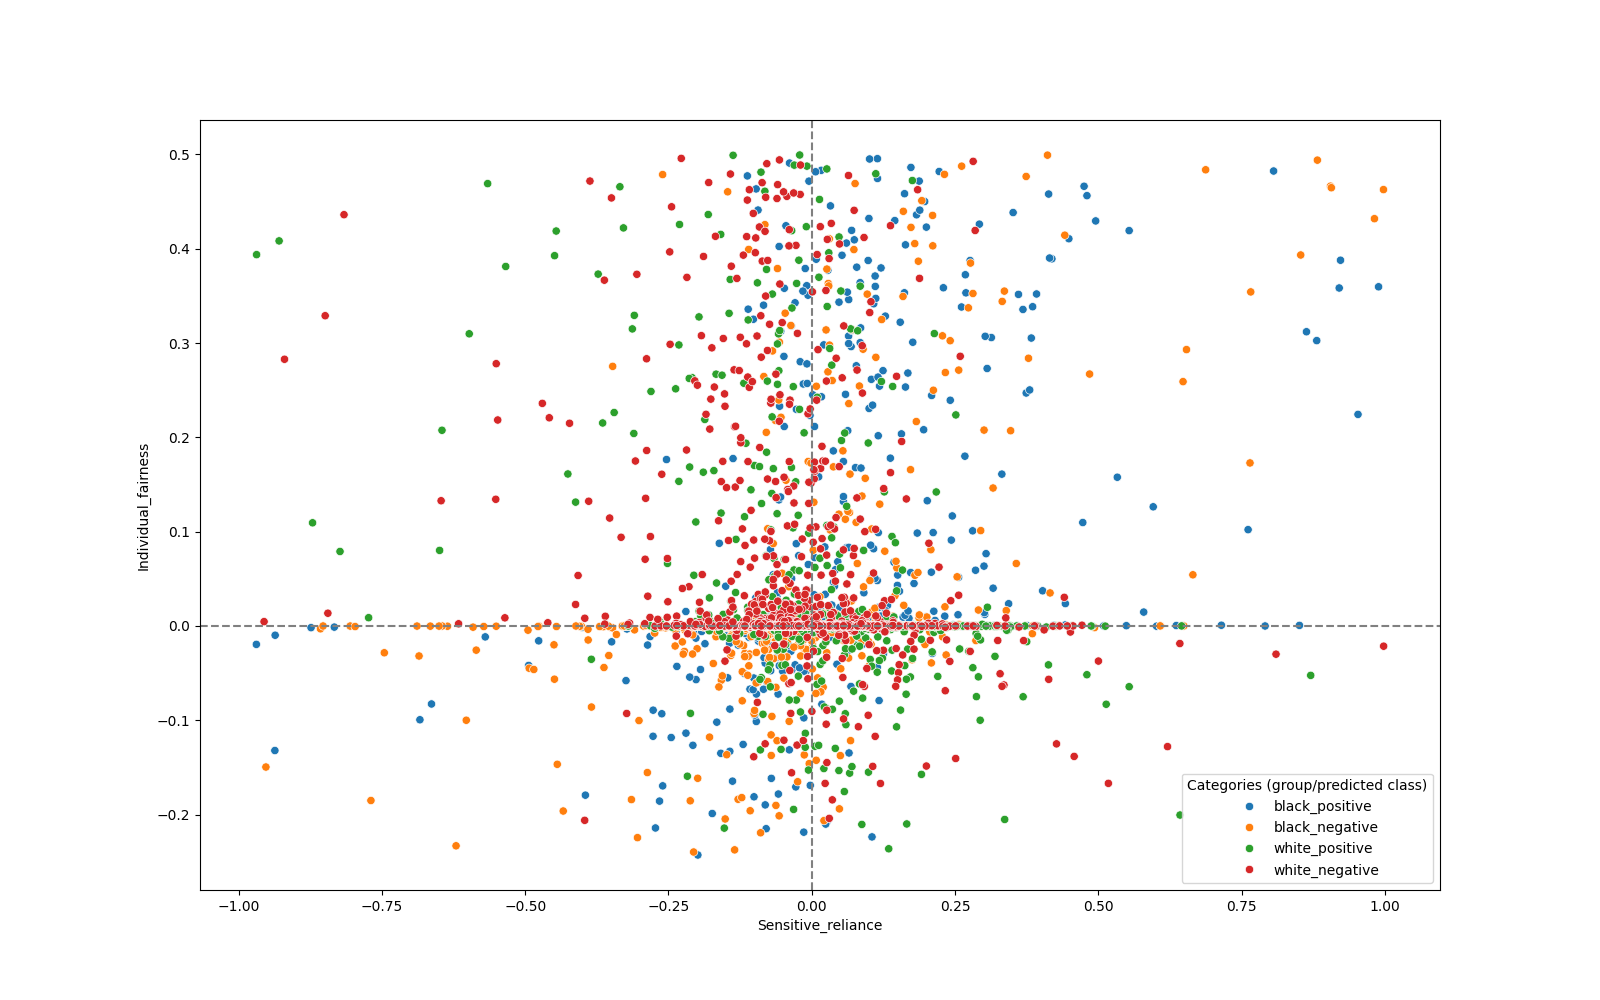 0.5
0.4
0.3
0.2
0.1
0.0
−0.1
−0.2
Individual_fairness
−1.00 −0.75 −0.50 −0.25 0.00 0.25 0.50 0.75 1.00
Sensitive_reliance
Categories (group/predicted class)
black_positive
black_negative
white_positive
white_negative